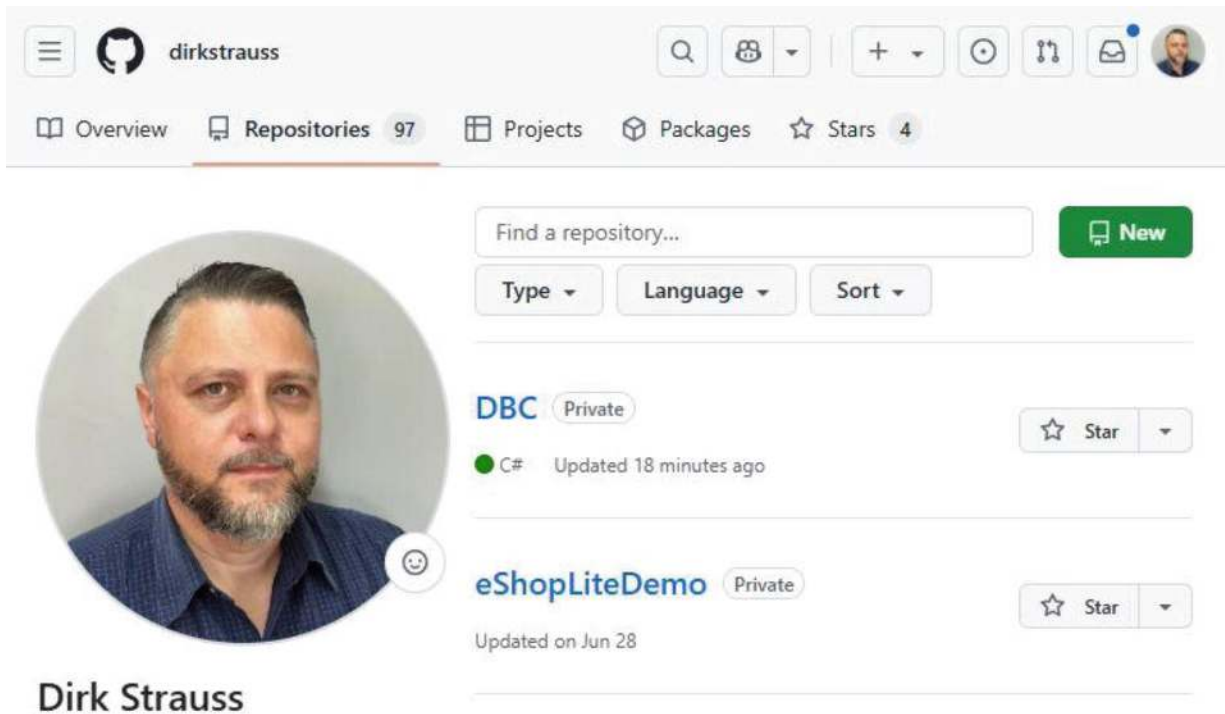 dirkstrauss
Overview Repositories 97 Projects Packages Stars 4
Find a repository... New
Type Language Sort
DBC Private Star
C# Updated 18 minutes ago
eShopLiteDemo Private Star
Updated on Jun 28
Dirk Strauss